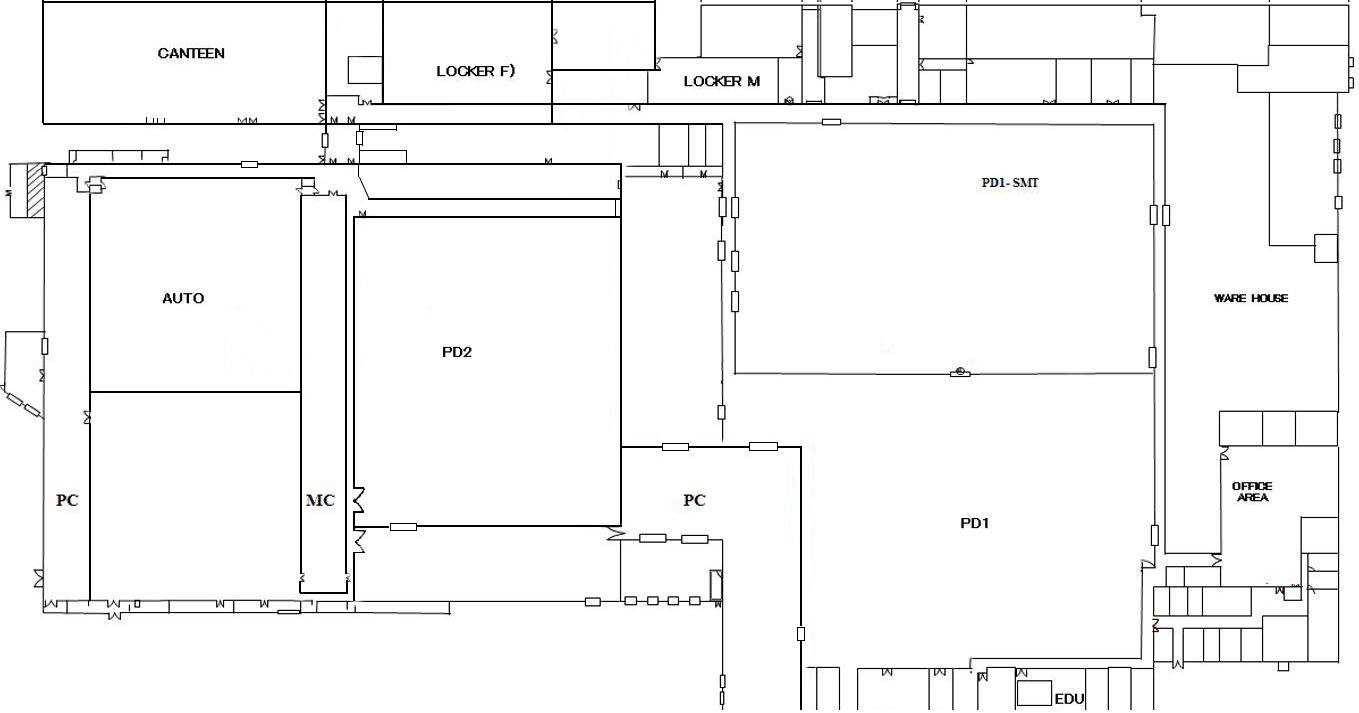 CANTEEN
LOCKER F)
LOCKER M
PD1- SMT
AUTO
WARE HOUSE
PD2
PC
MC
PC
OFFICE
AREA
PD1
EDU